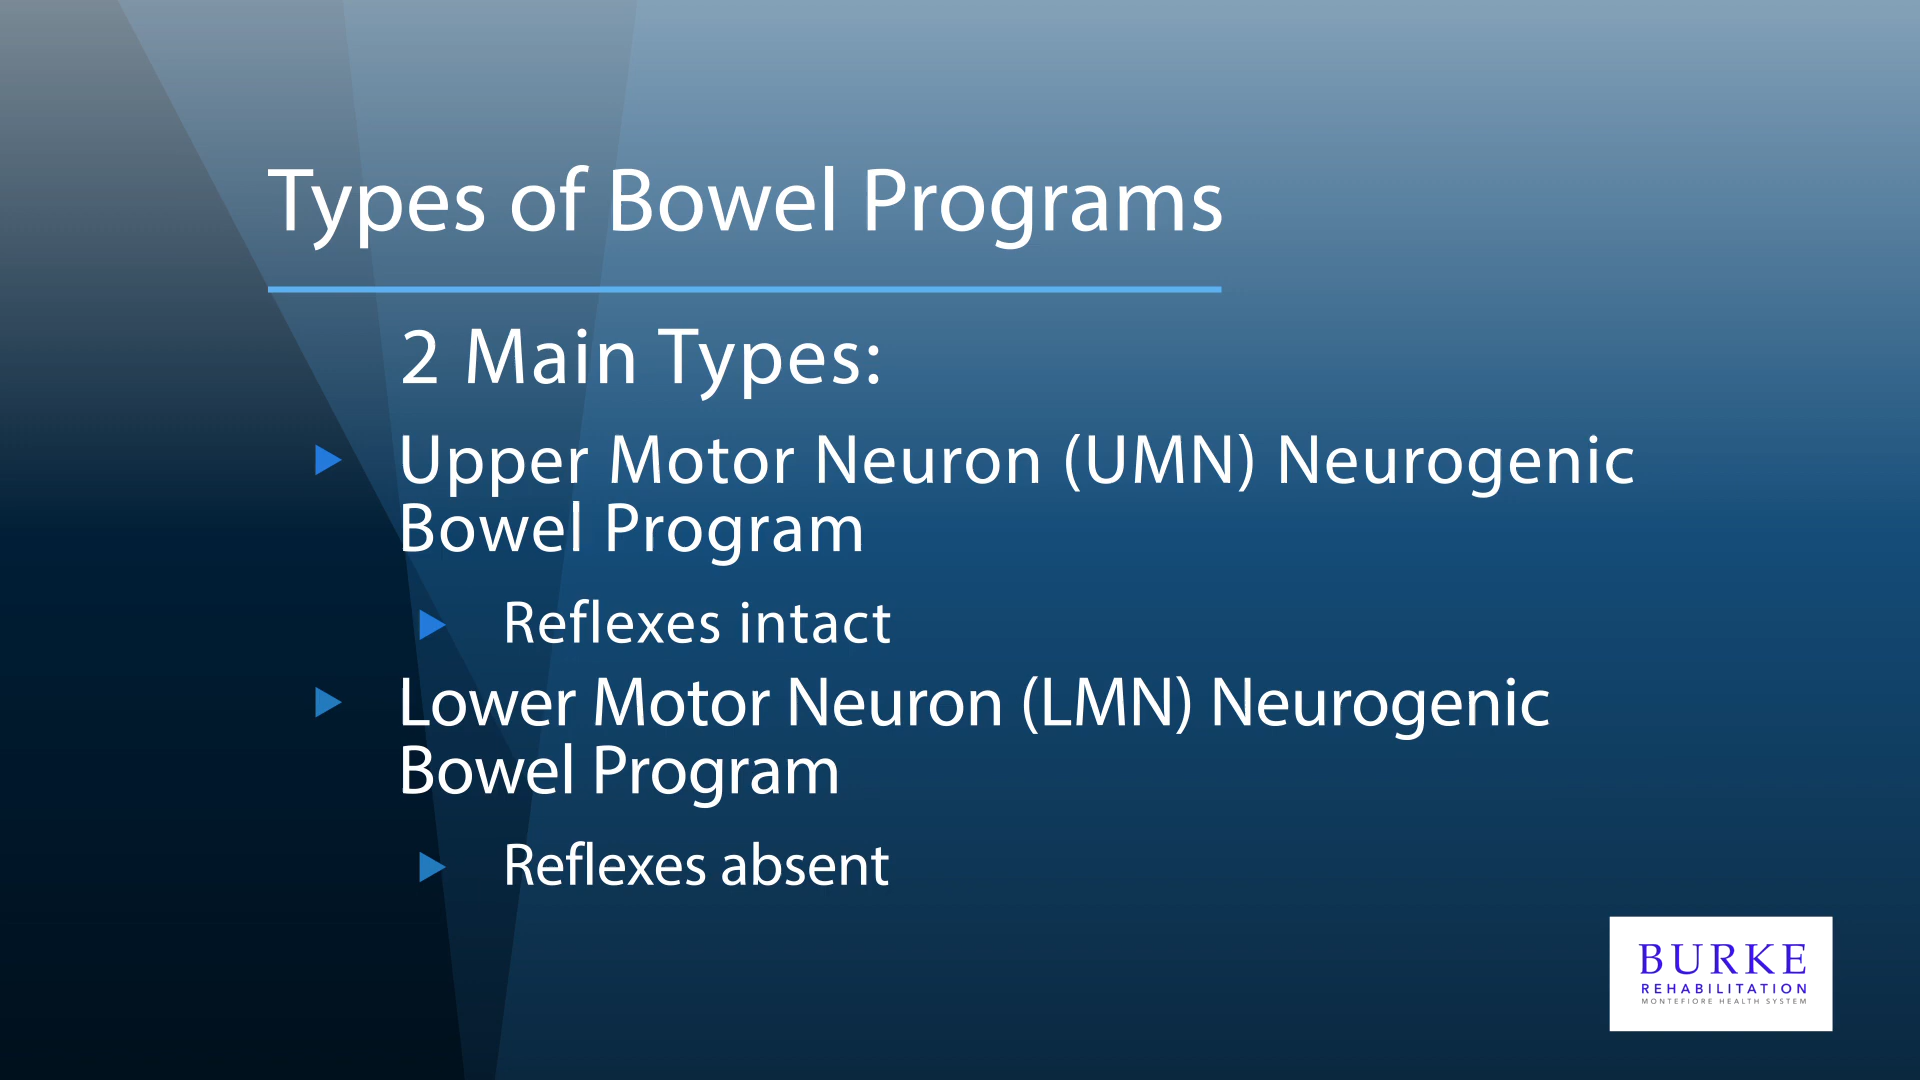 Types of Bowel Programs
2 Main Types:
Upper Motor Neuron (UMN) Neurogenic
Bowel Program
Reflexes intact
Lower Motor Neuron (LMN) Neurogenic
Bowel Program
Reflexes absent
BURKE
REHABILITATION
MONTEFIORE HEALTH SYSTEM